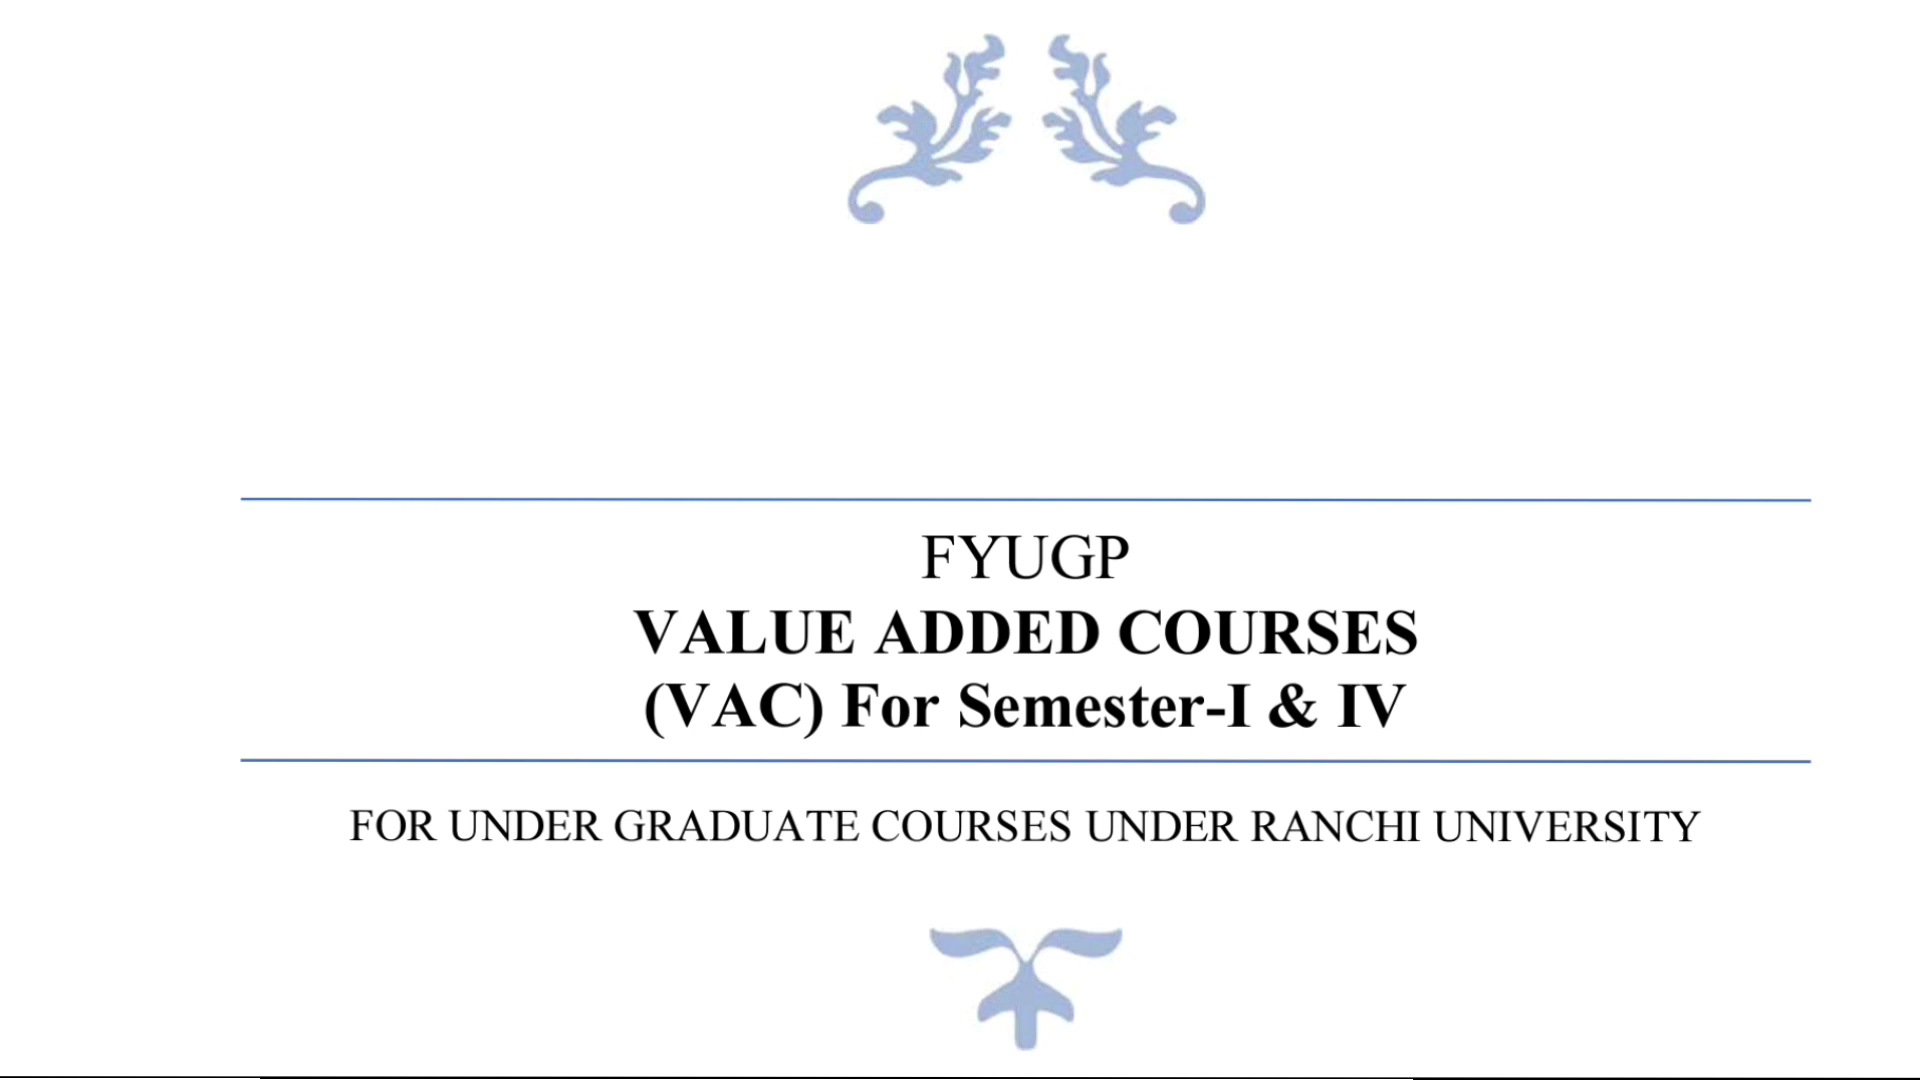 FYUGP
VALUE ADDED COURSES
(VAC) For Semester-I & IV
FOR UNDER GRADUATE COURSES UNDER RANCHI UNIVERSITY